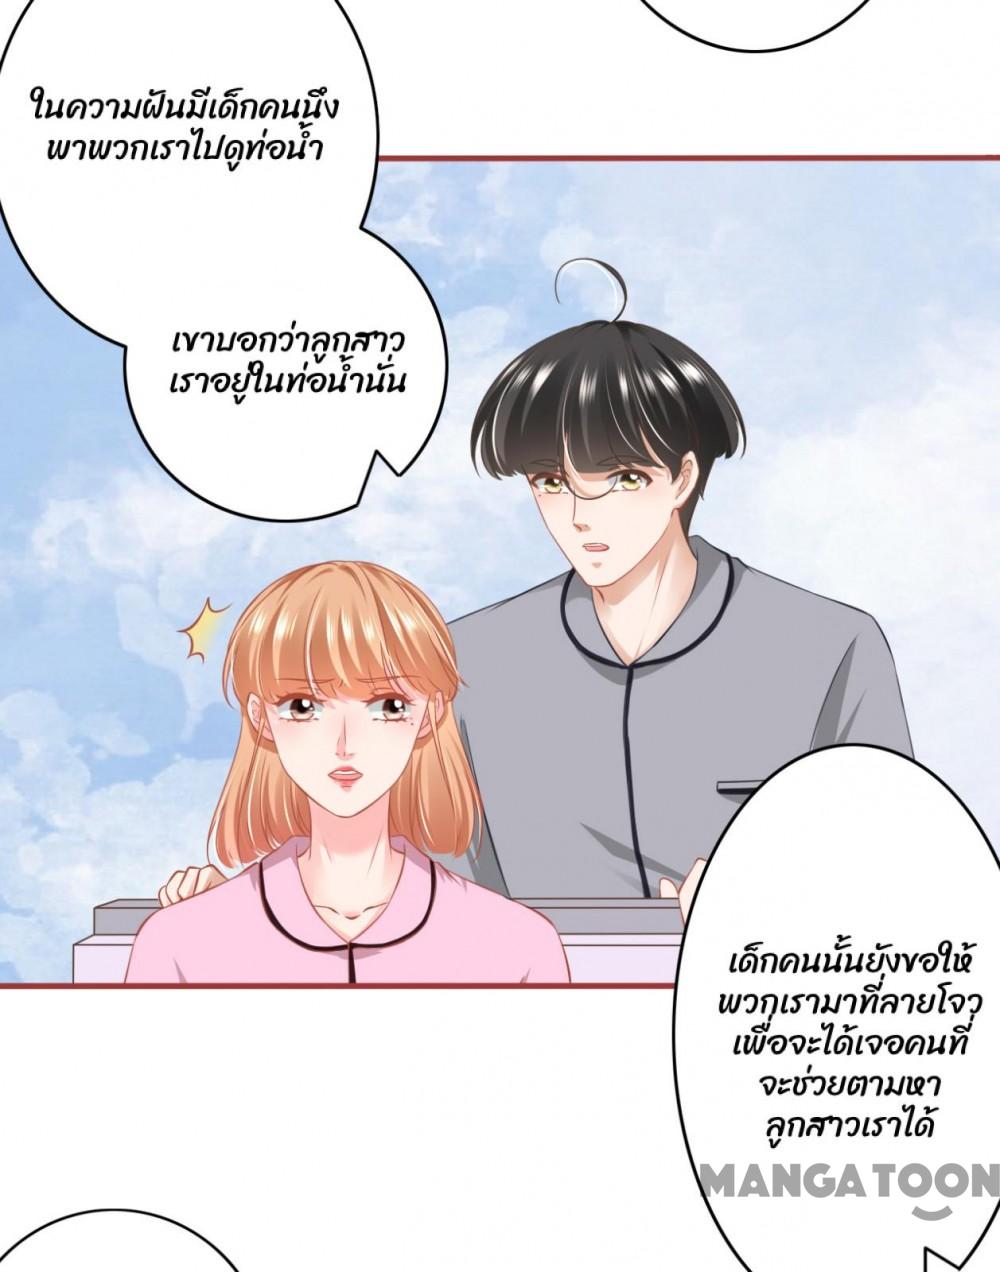 ในความฝันมีเด็กคนนึง
พาพวกเราไปดูท่อน้ำ
เขาบอกว่าลูกสาว
เราอยู่ในท่อน้ำนั่น
เด็กคนนั้นยังขอให้
พวกเรามาที่ลายโจว
เพื่อจะได้เจอคนที่
จะช่วยตามหา
ลูกสาวเราได้
MANGATOON